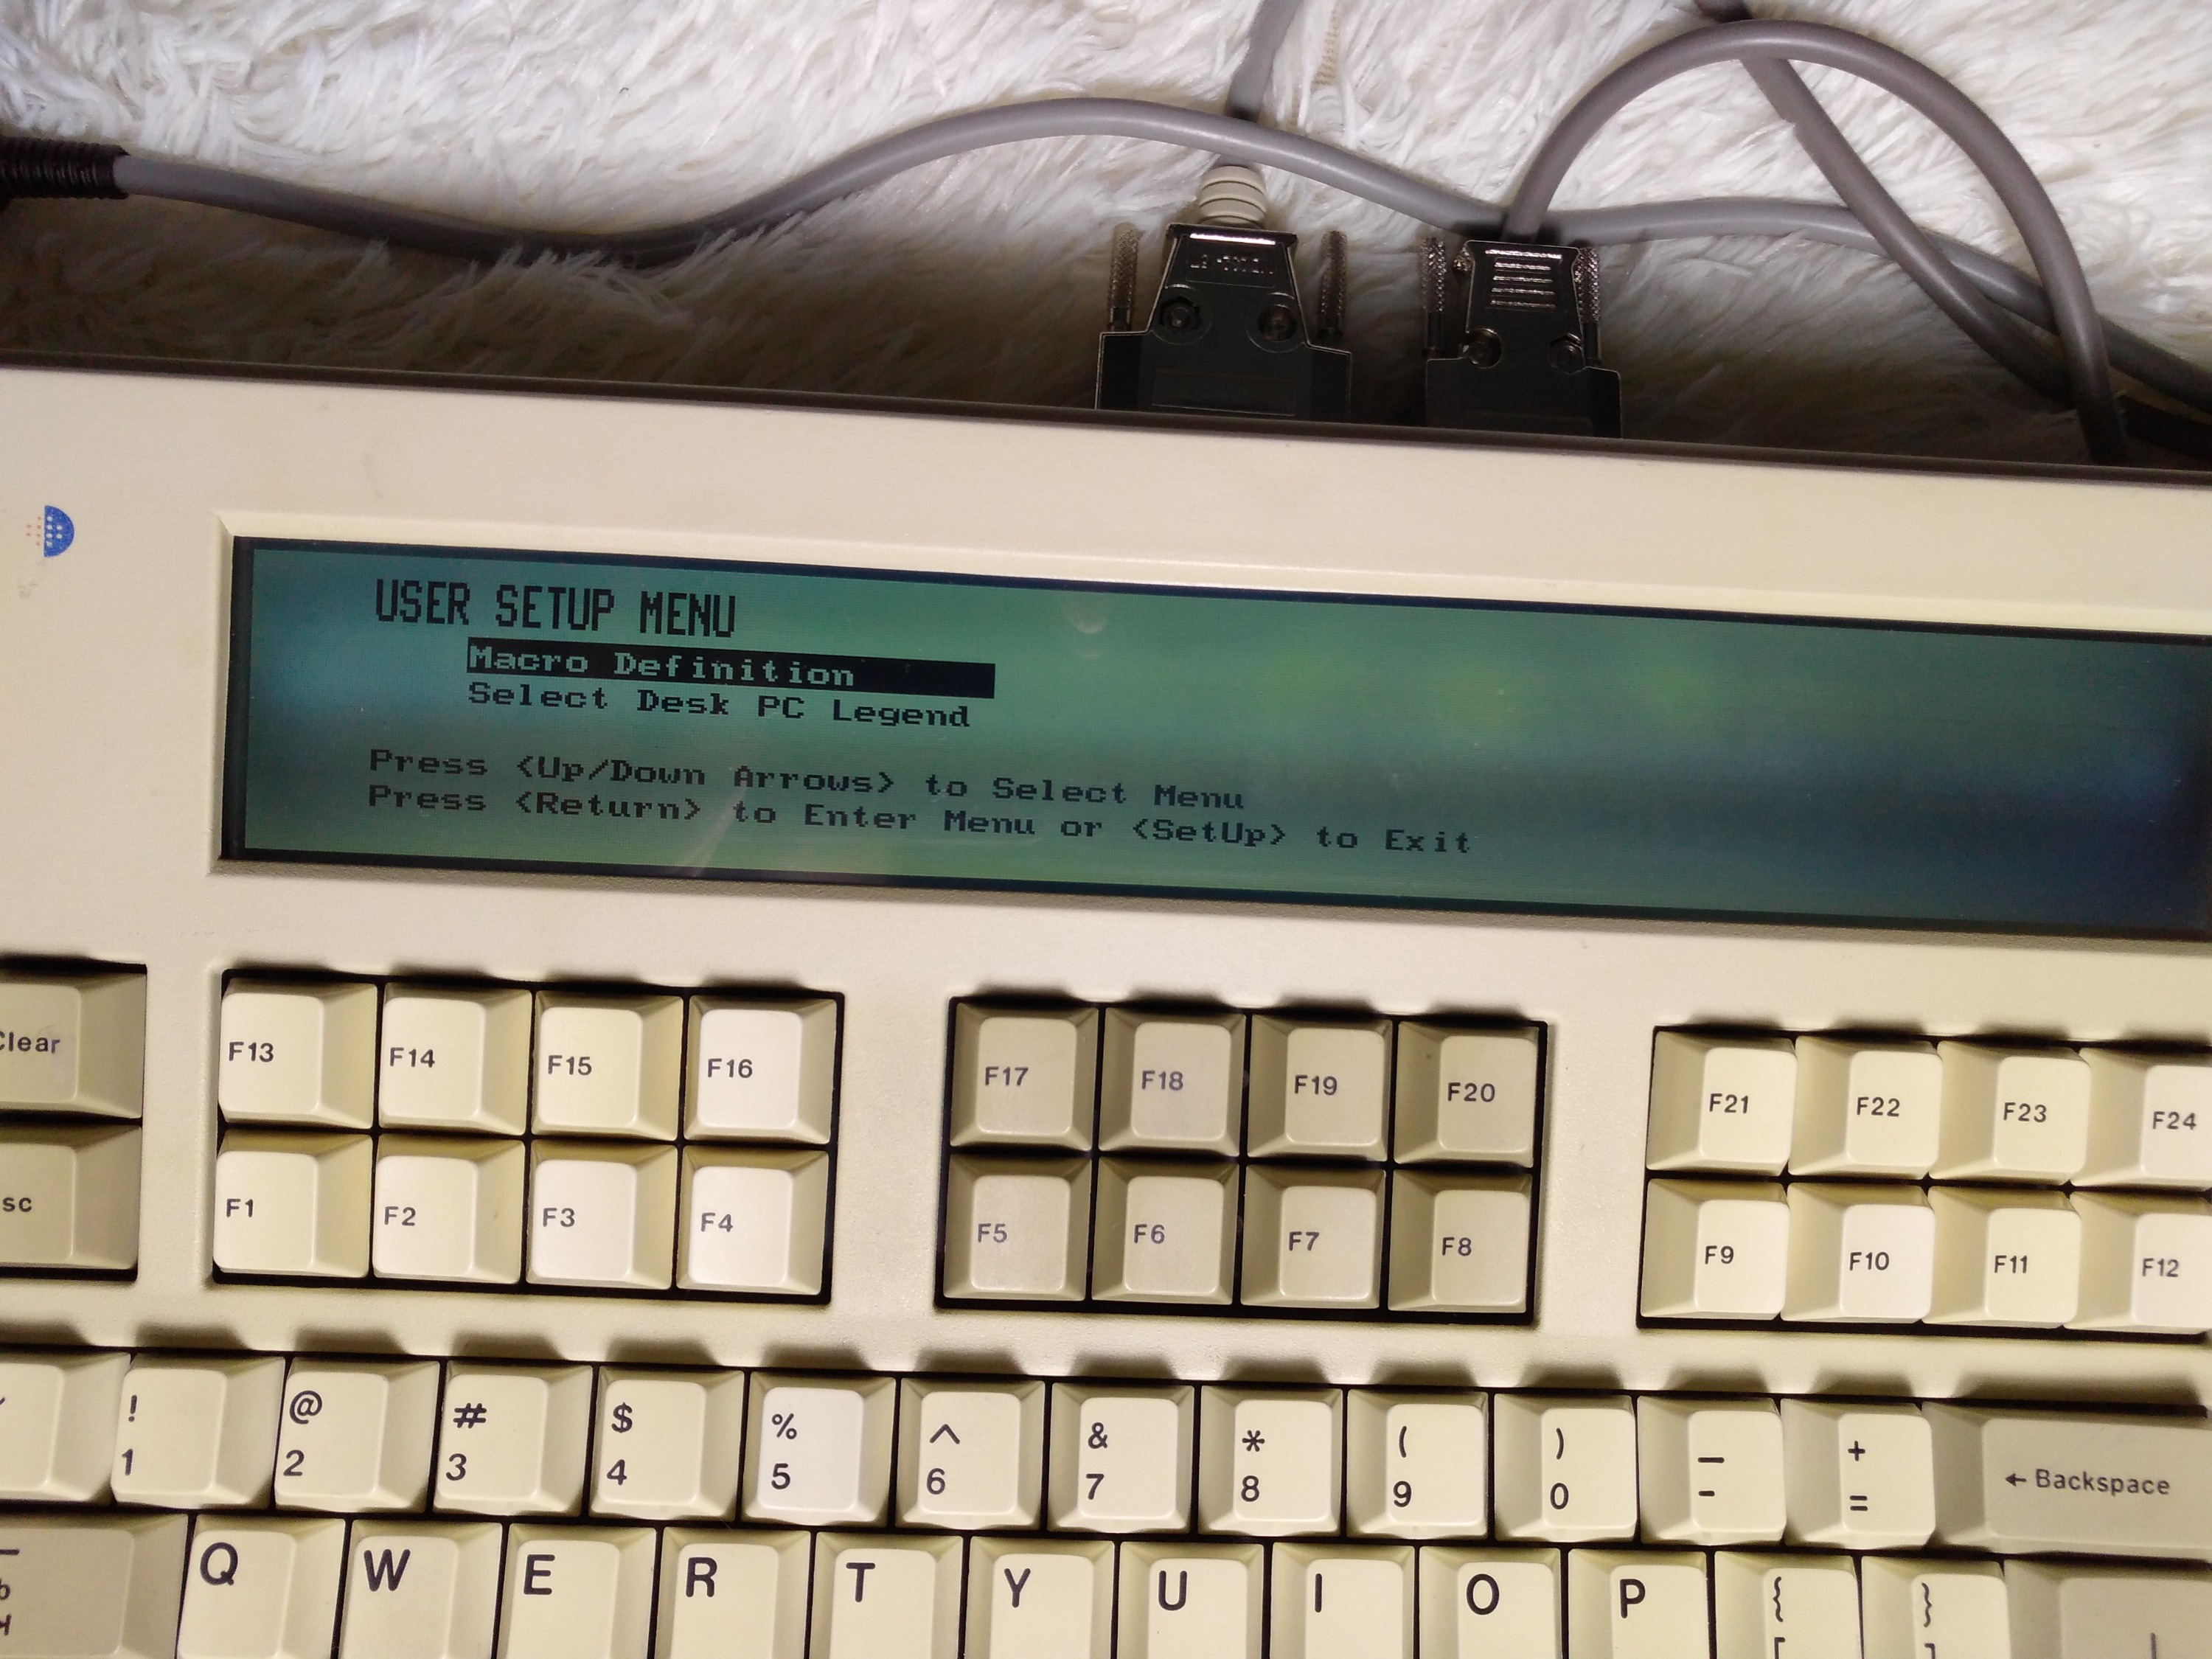 USER SETUP MENU
Macro Definition
Select Desk PC Legend
Press <Up/Down Arrows> to Select Menu
Press <Return> to Enter Menu or <SetUp> to Exit
Clear
F13 F14 F15 F16 F17 F18 F19 F20 F21 F22 F23 F24
sc F1 F2 F3 F4 F5 F6 F7 F8 F9 F10 F11 F12
! @ # $ % ^ & * ( ) _ +
1 2 3 4 5 6 7 8 9 0 - = ← Backspace
Q W E R T Y U I O P { }